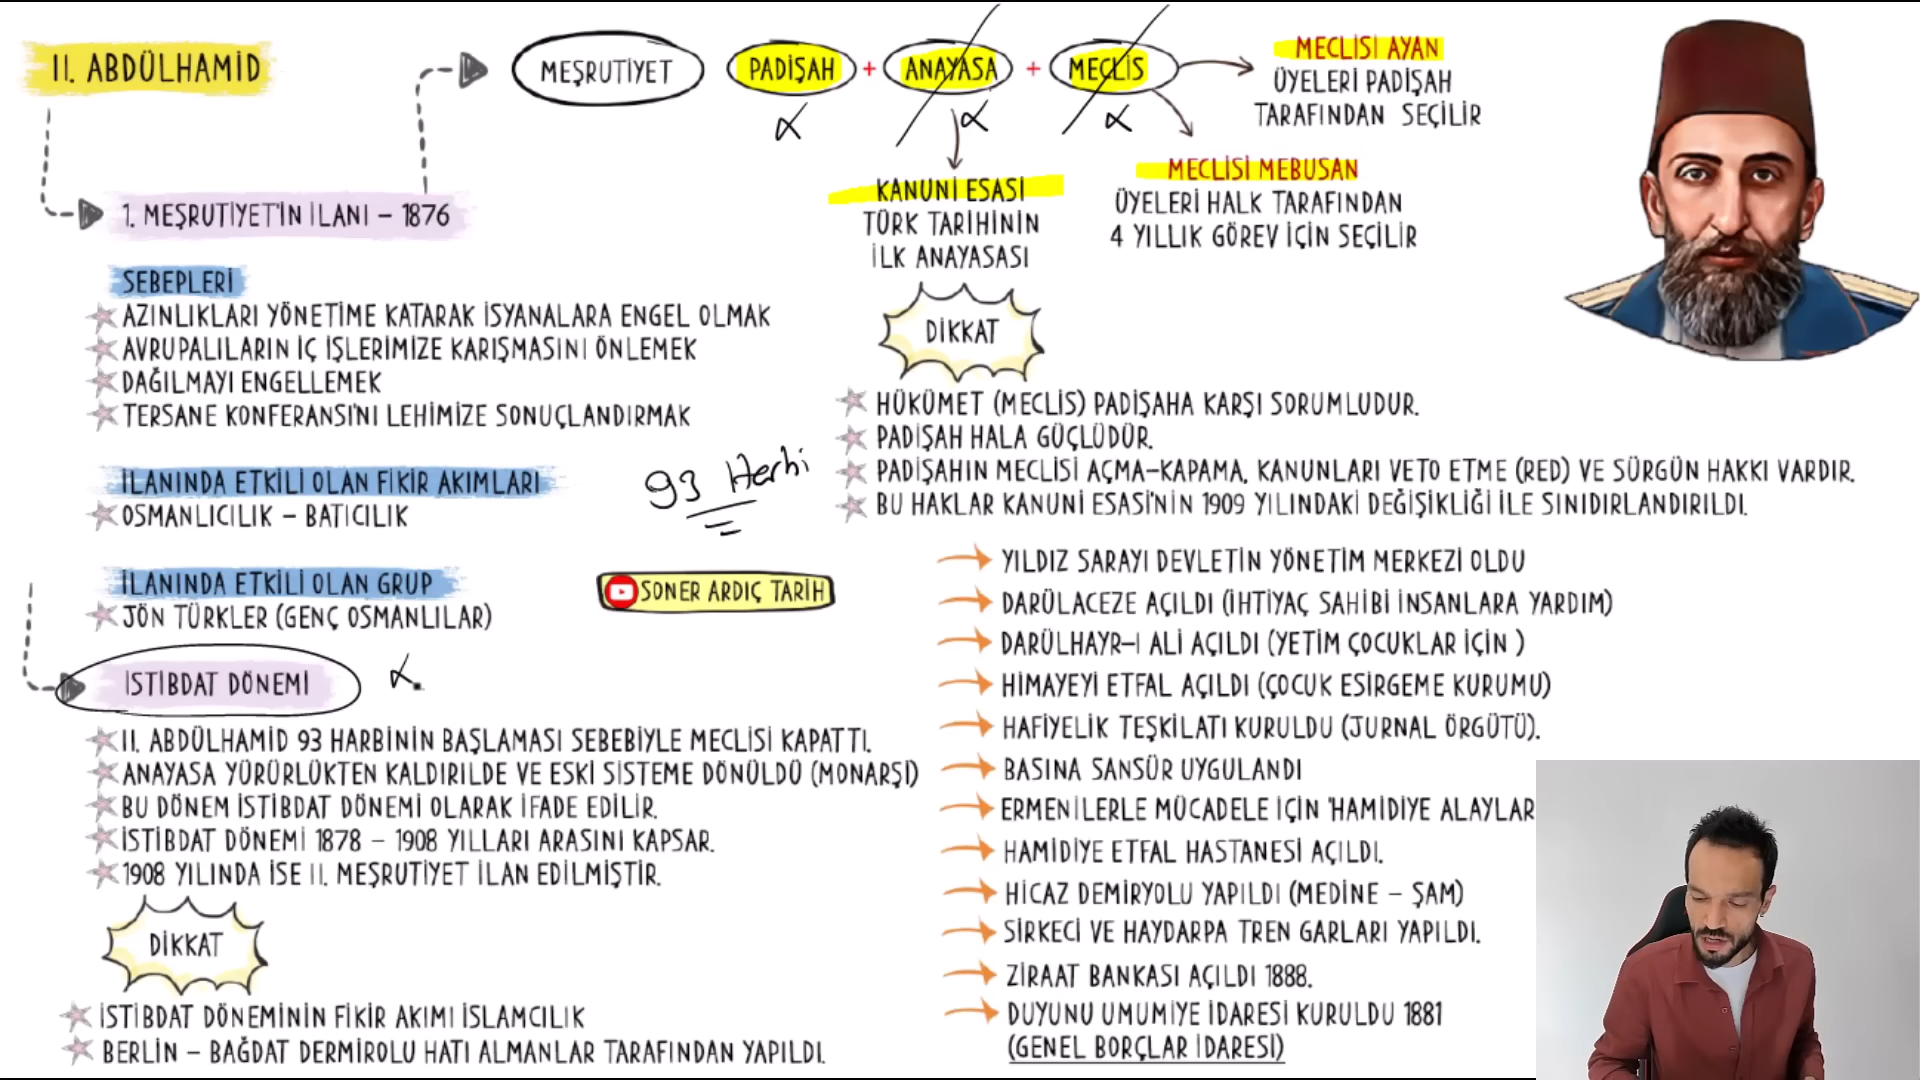 II. ABDÜLHAMİD
MEŞRUTİYET
PADİŞAH + ANAYASA + MECLİS
MECLİSİ AYAN
ÜYELERİ PADİŞAH
TARAFINDAN SEÇİLİR
MECLİSİ MEBUSAN
ÜYELERİ HALK TARAFINDAN
4 YILLIK GÖREV İÇİN SEÇİLİR
KANUNİ ESASİ
TÜRK TARİHİNİN
İLK ANAYASASI
1. MEŞRUTİYET'İN İLANI – 1876
SEBEPLERİ
AZINLIKLARI YÖNETİME KATARAK İSYANALARA ENGEL OLMAK
AVRUPALILARIN İÇ İŞLERİMİZE KARIŞMASINI ÖNLEMEK
DAĞILMAYI ENGELLEMEK
TERSANE KONFERANSI'NI LEHİMİZE SONUÇLANDIRMAK
İLANINDA ETKİLİ OLAN FİKİR AKIMLARI
OSMANLICILIK – BATICILIK
93 Harbi
İLANINDA ETKİLİ OLAN GRUP
JÖN TÜRKLER (GENÇ OSMANLILAR)
SONER ARDIÇ TARİH
DİKKAT
HÜKÜMET (MECLİS) PADİŞAHA KARŞI SORUMLUDUR.
PADİŞAH HALA GÜÇLÜDÜR.
PADİŞAHIN MECLİSİ AÇMA-KAPAMA, KANUNLARI VETO ETME (RED) VE SÜRGÜN HAKKI VARDIR.
BU HAKLAR KANUNİ ESASİ'NİN 1909 YILINDAKİ DEĞİŞİKLİĞİ İLE SINIDIRLANDIRILDI.
İSTİBDAT DÖNEMİ
II. ABDÜLHAMİD 93 HARBİNİN BAŞLAMASI SEBEBİYLE MECLİSİ KAPATTI.
ANAYASA YÜRÜRLÜKTEN KALDIRILDE VE ESKİ SİSTEME DÖNÜLDÜ (MONARŞİ)
BU DÖNEM İSTİBDAT DÖNEMİ OLARAK İFADE EDİLİR.
İSTİBDAT DÖNEMİ 1878 – 1908 YILLARI ARASINI KAPSAR.
1908 YILINDA İSE II. MEŞRUTİYET İLAN EDİLMİŞTİR.
DİKKAT
İSTİBDAT DÖNEMİNİN FİKİR AKIMI İSLAMCILIK
BERLİN – BAĞDAT DERMİROLU HATI ALMANLAR TARAFINDAN YAPILDI.
YILDIZ SARAYI DEVLETİN YÖNETİM MERKEZİ OLDU
DARÜLACEZE AÇILDI (İHTİYAÇ SAHİBİ İNSANLARA YARDIM)
DARÜLHAYR-I ALİ AÇILDI (YETİM ÇOCUKLAR İÇİN )
HİMAYEYİ ETFAL AÇILDI (ÇOCUK ESİRGEME KURUMU)
HAFİYELİK TEŞKİLATI KURULDU (JURNAL ÖRGÜTÜ).
BASINA SANSÜR UYGULANDI
ERMENİLERLE MÜCADELE İÇİN 'HAMİDİYE ALAYLAR
HAMİDİYE ETFAL HASTANESİ AÇILDI.
HİCAZ DEMİRYOLU YAPILDI (MEDİNE – ŞAM)
SİRKECİ VE HAYDARPA TREN GARLARI YAPILDI.
ZİRAAT BANKASI AÇILDI 1888.
DUYUNU UMUMİYE İDARESİ KURULDU 1881
(GENEL BORÇLAR İDARESİ)